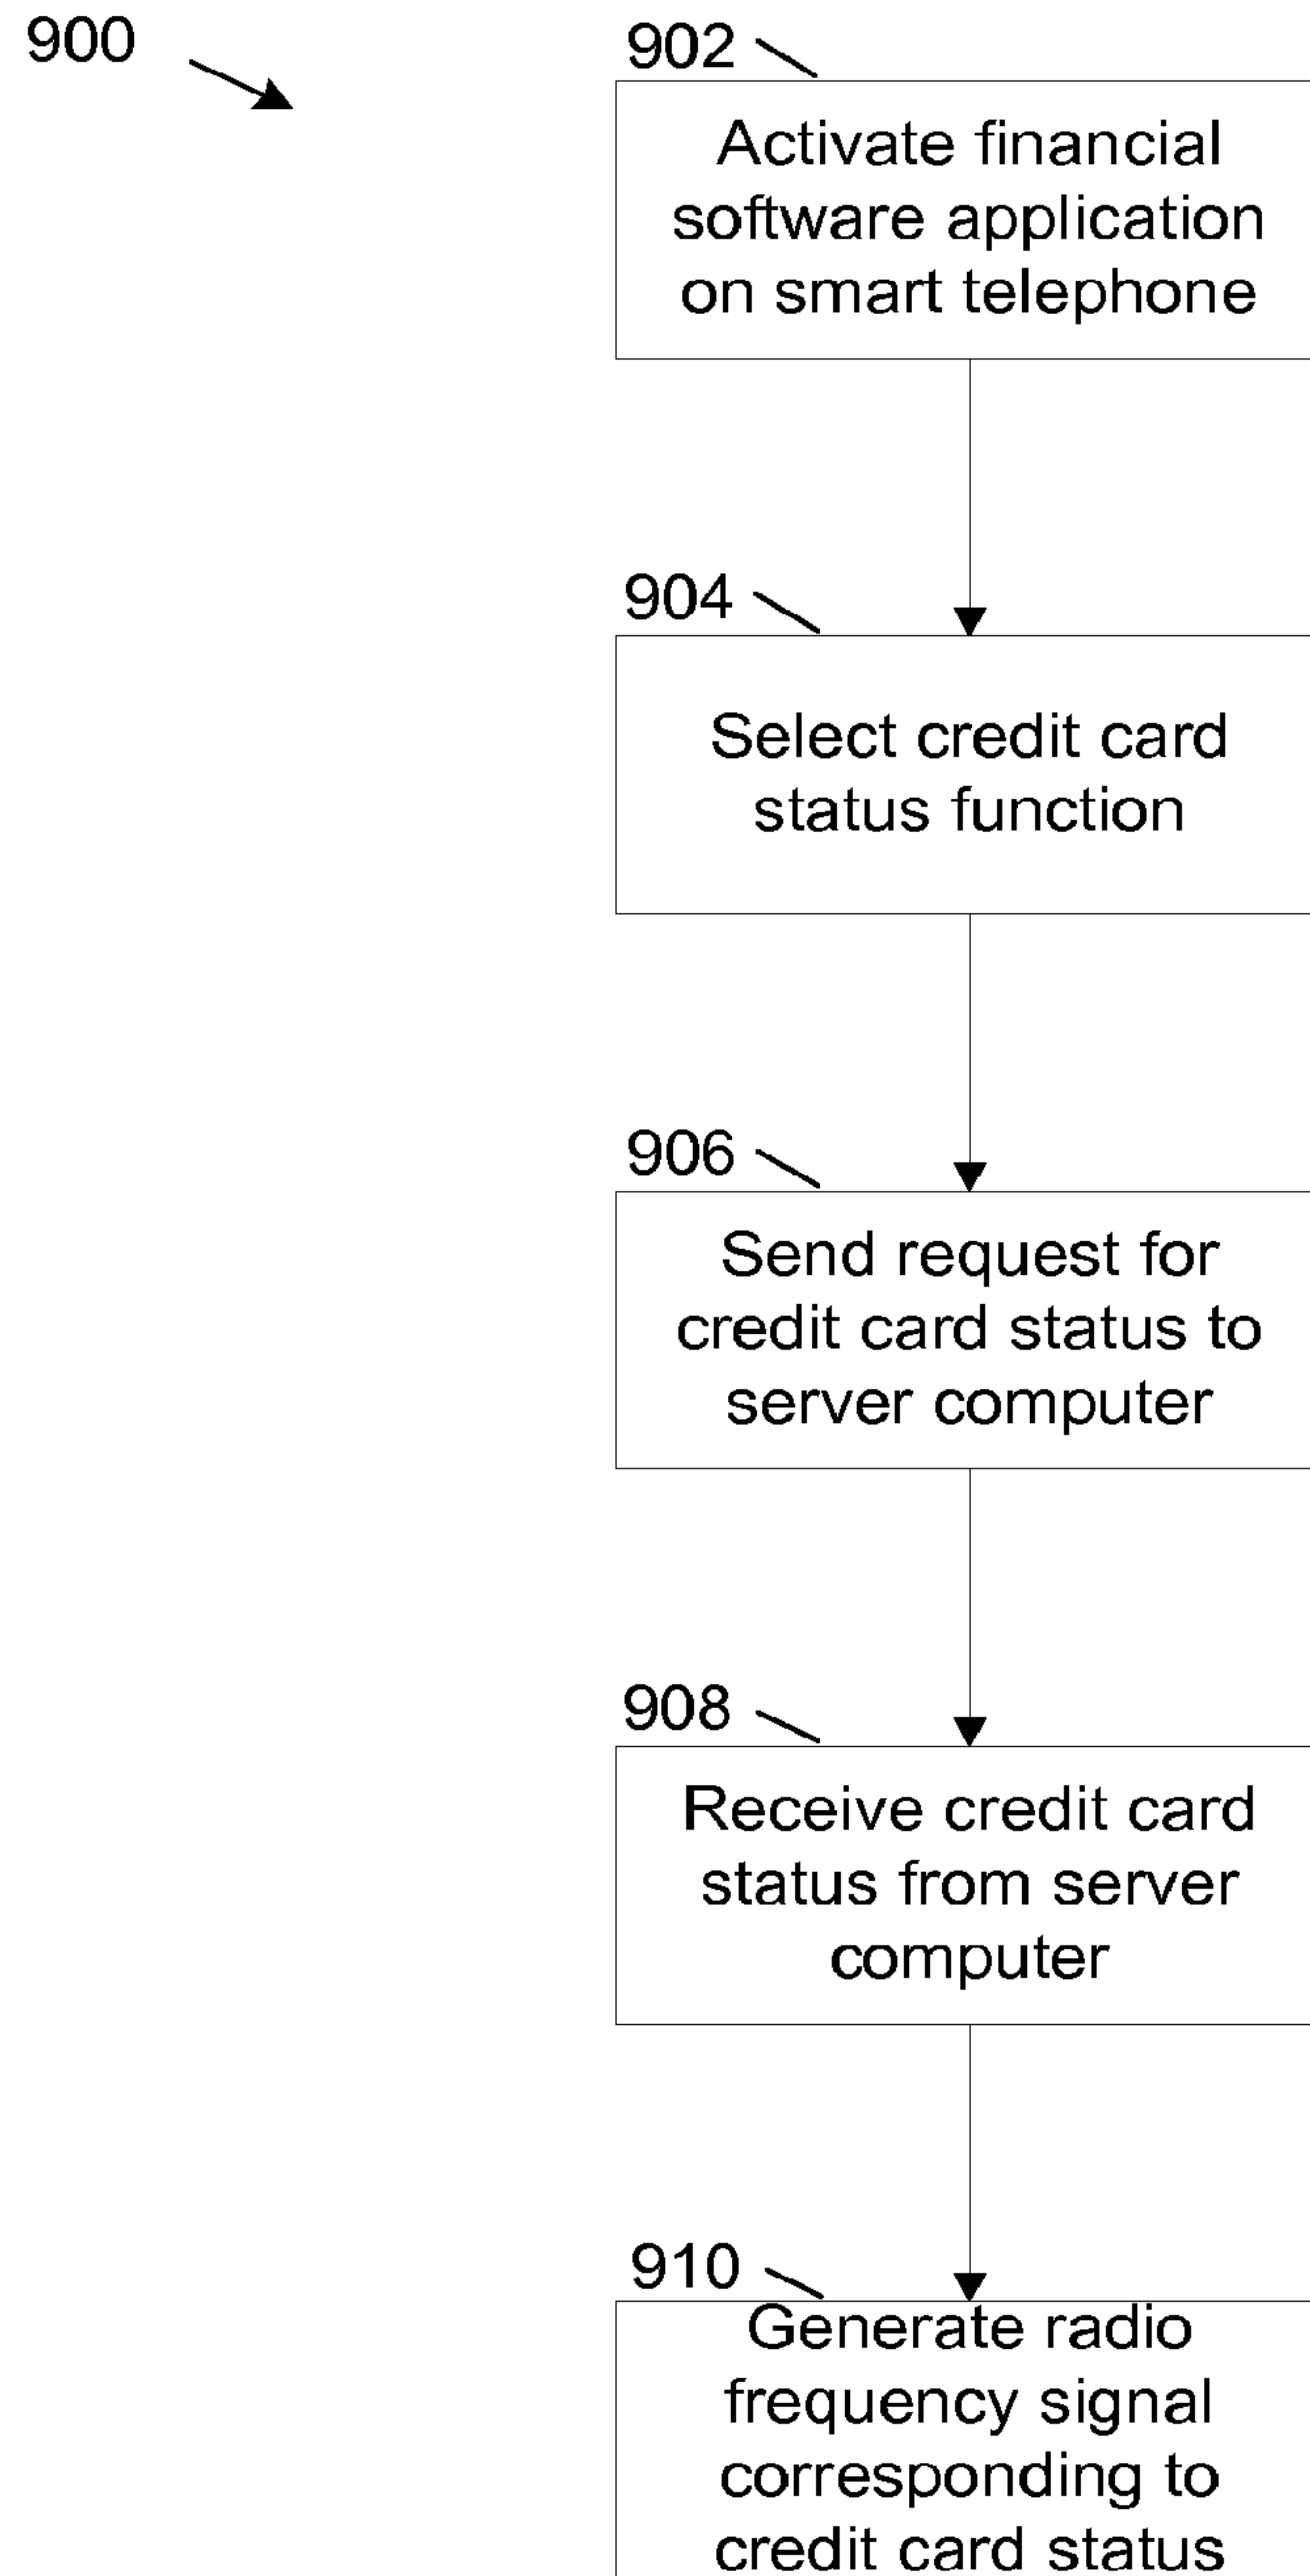 900
902
Activate financial
software application
on smart telephone
904
Select credit card
status function
906
Send request for
credit card status to
server computer
908
Receive credit card
status from server
computer
910
Generate radio
frequency signal
corresponding to
credit card status